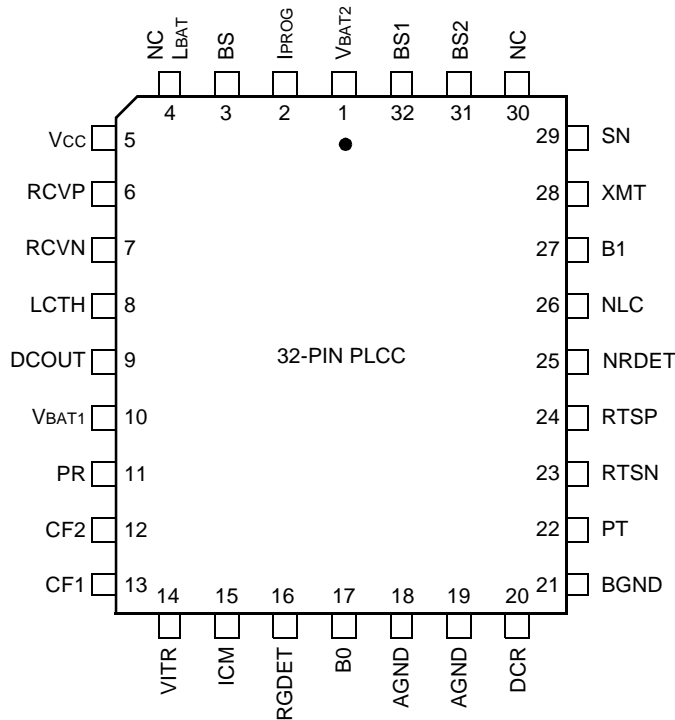 NC
LBAT
BS
IPROG
VBAT2
BS1
BS2
NC
4
3
2
1
32
31
30
VCC
5
RCVP
6
RCVN
7
LCTH
8
DCOUT
9
VBAT1
10
PR
11
CF2
12
CF1
13
32-PIN PLCC
29
SN
28
XMT
27
B1
26
NLC
25
NRDET
24
RTSP
23
RTSN
22
PT
21
BGND
14
15
16
17
18
19
20
VITR
ICM
RGDET
B0
AGND
AGND
DCR